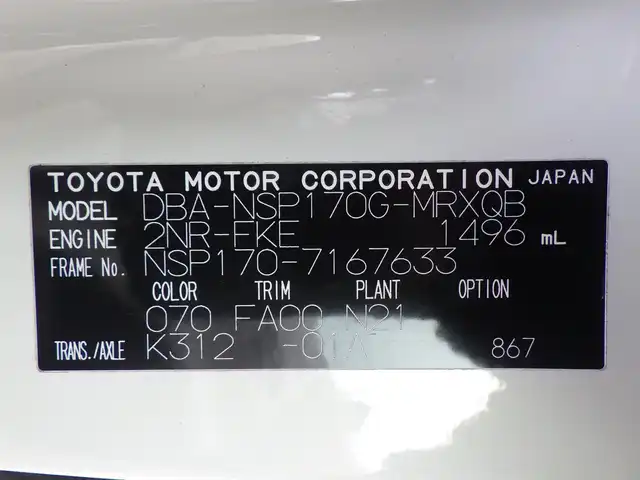 TOYOTA MOTOR CORPORATION JAPAN
MODEL DBA-NSP170G-MRXQB
ENGINE 2NR-FKE 1496 mL
FRAME No. NSP170-7167633
COLOR TRIM PLANT OPTION
070 FA00 N21
TRANS./AXLE K312 867